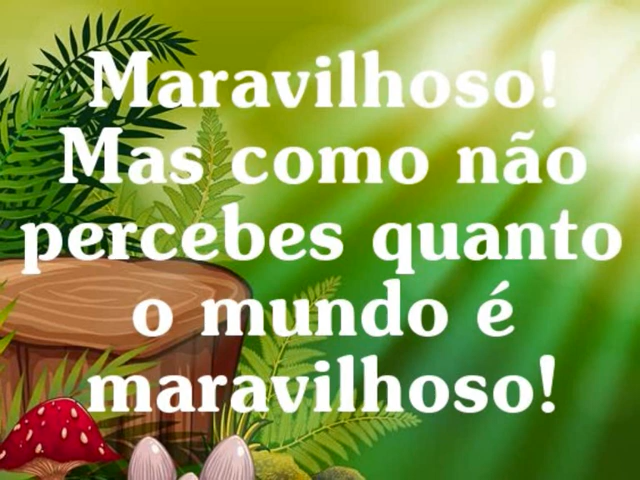 Maravilhoso!
Mas como não
percebes quanto
o mundo é
maravilhoso!